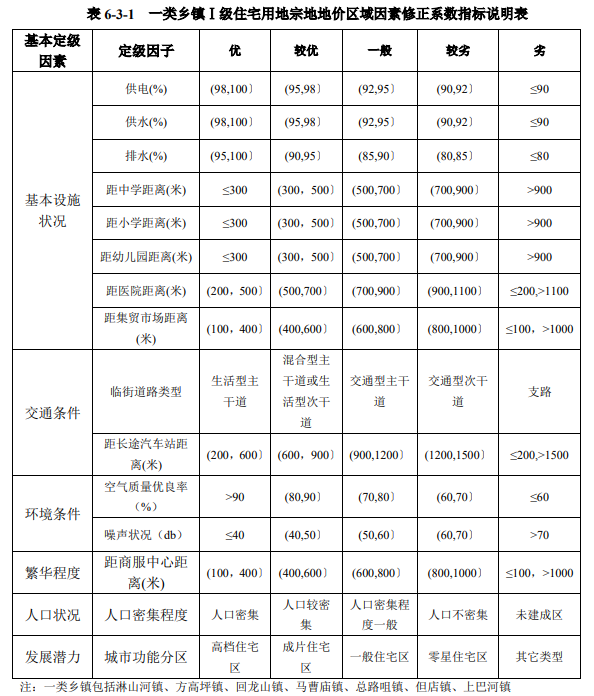 表 6-3-1 一类乡镇Ⅰ级住宅用地宗地地价区域因素修正系数指标说明表
基本定级因素 定级因子 优 较优 一般 较劣 劣
基本设施状况
供电(%) (98,100〕 (95,98〕 (92,95〕 (90,92〕 ≤90
供水(%) (98,100〕 (95,98〕 (92,95〕 (90,92〕 ≤90
排水(%) (95,100〕 (90,95〕 (85,90〕 (80,85〕 ≤80
距中学距离(米) ≤300 (300，500〕 (500,700〕 (700,900〕 >900
距小学距离(米) ≤300 (300，500〕 (500,700〕 (700,900〕 >900
距幼儿园距离(米) ≤300 (300，500〕 (500,700〕 (700,900〕 >900
距医院距离(米) (200，500〕 (500,700〕 (700,900〕 (900,1100〕 ≤200,>1100
距集贸市场距离(米) (100，400〕 (400,600〕 (600,800〕 (800,1000〕 ≤100，>1000
交通条件
临街道路类型 生活型主干道 混合型主干道或生活型次干道 交通型主干道 交通型次干道 支路
距长途汽车站距离(米) (200，600〕 (600，900〕 (900,1200〕 (1200,1500〕 ≤200,>1500
环境条件
空气质量优良率（%） >90 (80,90〕 (70,80〕 (60,70〕 ≤60
噪声状况（db） ≤40 (40,50〕 (50,60〕 (60,70〕 >70
繁华程度 距商服中心距离(米) (100，400〕 (400,600〕 (600,800〕 (800,1000〕 ≤100，>1000
人口状况 人口密集程度 人口密集 人口较密集 人口密集程度一般 人口不密集 未建成区
发展潜力 城市功能分区 高档住宅区 成片住宅区 一般住宅区 零星住宅区 其它类型
注：一类乡镇包括淋山河镇、方高坪镇、回龙山镇、马曹庙镇、总路咀镇、但店镇、上巴河镇